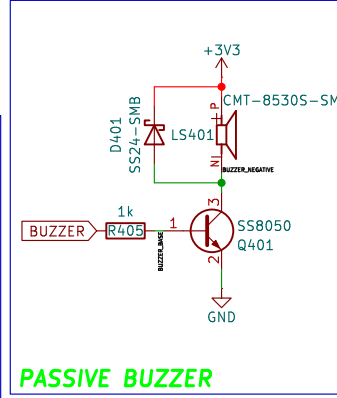 +3V3
CMT-8530S-SM
P
D401
SS24-SMB
LS401
N
BUZZER_NEGATIVE
1k
3
BUZZER
R405
1
SS8050
BUZZER_BASE
Q401
2
GND
PASSIVE BUZZER